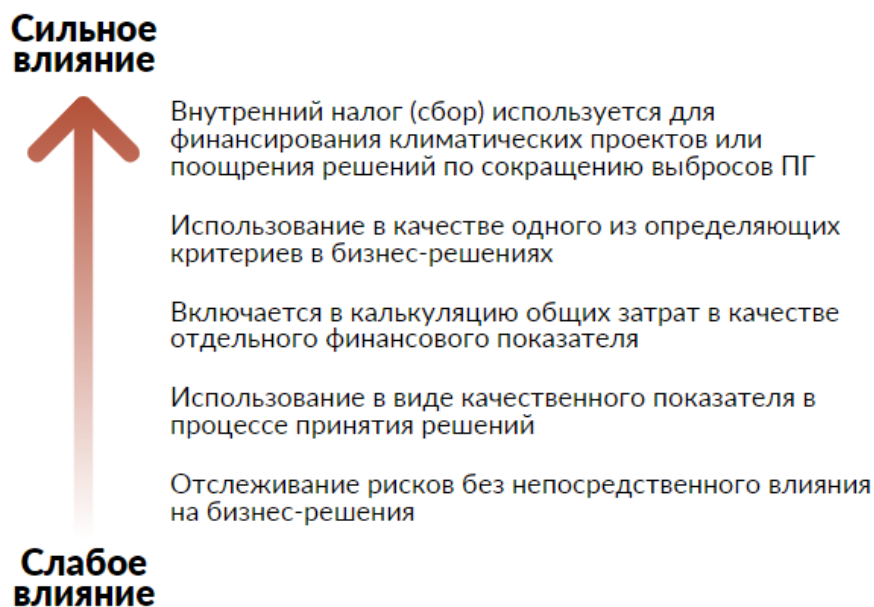 Сильное
влияние
Внутренний налог (сбор) используется для
финансирования климатических проектов или
поощрения решений по сокращению выбросов ПГ
Использование в качестве одного из определяющих
критериев в бизнес-решениях
Включается в калькуляцию общих затрат в качестве
отдельного финансового показателя
Использование в виде качественного показателя в
процессе принятия решений
Отслеживание рисков без непосредственного влияния
на бизнес-решения
Слабое
влияние